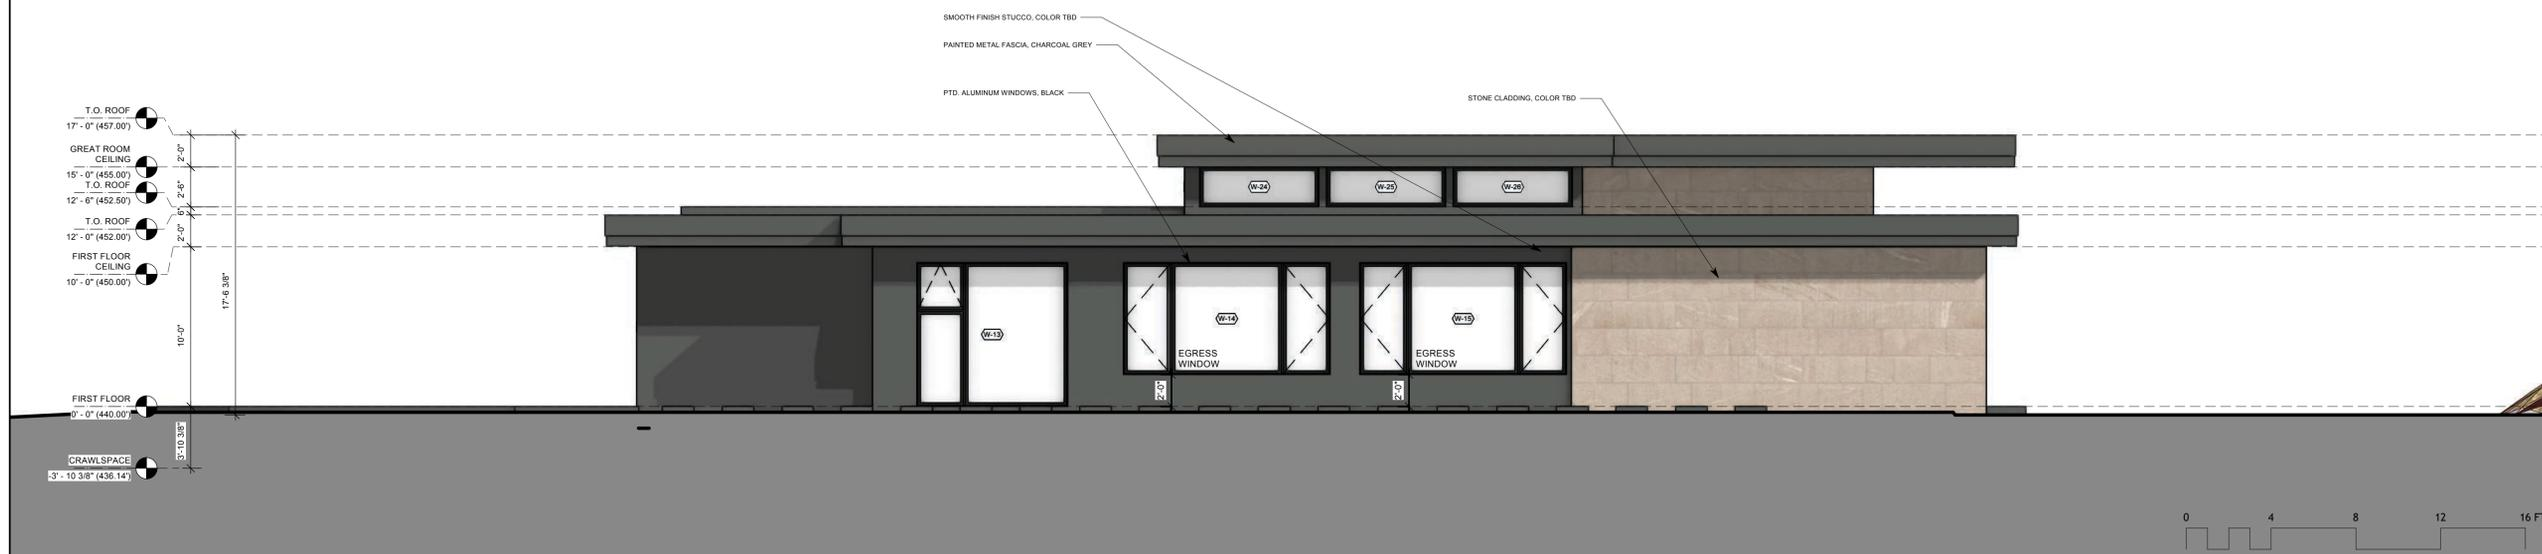 SMOOTH FINISH STUCCO, COLOR TBD
PAINTED METAL FASCIA, CHARCOAL GREY
PTD. ALUMINUM WINDOWS, BLACK
STONE CLADDING, COLOR TBD
T.O. ROOF
17' - 0" (457.00')
GREAT ROOM
CEILING
15' - 0" (455.00')
T.O. ROOF
12' - 6" (452.50')
T.O. ROOF
12' - 0" (452.00')
FIRST FLOOR
CEILING
10' - 0" (450.00')
FIRST FLOOR
0' - 0" (440.00')
CRAWLSPACE
-3' - 10 3/8" (436.14')
2'-0"
2'-6"
6"
2'-0"
10'-0"
3'-10 3/8"
17'-6 3/8"
W-24
W-25
W-26
W-13
W-14
W-15
EGRESS
WINDOW
EGRESS
WINDOW
2'-0"
2'-0"
0 4 8 12 16 FT